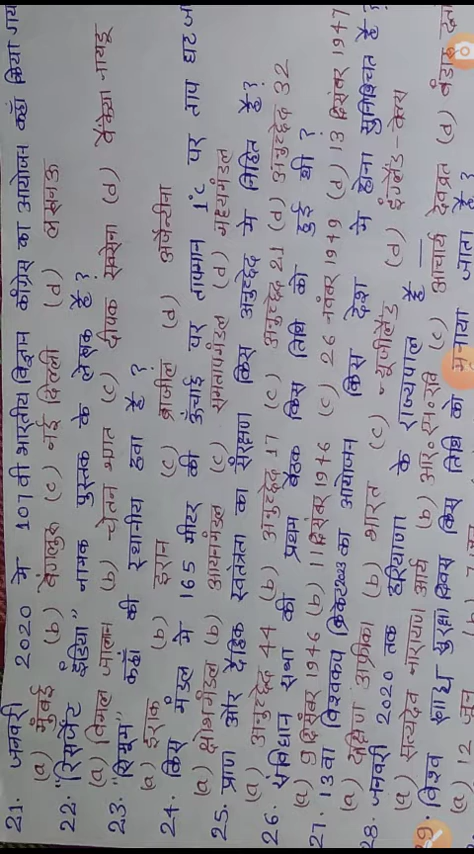 21. जनवरी 2020 में 107 वी भारतीय विज्ञान काँग्रेस का आयोजन कहाँ किया गया
(a) मुंबई (b) बेंगलुरु (c) नई दिल्ली (d) लखनऊ
22. "रिसर्जेंट इंडिया" नामक पुस्तक के लेखक है?
(a) विमल जालान (b) चेतन भगत (c) दीपक सक्सेना (d) वेंकैया नायडू
23. "सिमूम" कहाँ की स्थानीय हवा है?
(a) इराक (b) इरान (c) ब्राजील (d) अर्जेन्टीना
24. किस मंडल में 165 मीटर की ऊंचाई पर तापमान 1°c पर ताप घट जा
(a) क्षोभमंडल (b) आयनमंडल (c) समतापमंडल (d) मध्यमंडल
25. प्राण और दैहिक स्वतंत्रता का संरक्षण किस अनुच्छेद में निहित है?
(a) अनुच्छेद 44 (b) अनुच्छेद 17 (c) अनुच्छेद 21 (d) अनुच्छेद 32
26. संविधान सभा की प्रथम बैठक किस तिथि को हुई थी?
(a) 9 दिसंबर 1946 (b) 11 दिसंबर 1946 (c) 26 नवंबर 1949 (d) 13 दिसंबर 1947
27. 13वा विश्वकप क्रिकेट का आयोजन किस देश में होना सुनिश्चित है?
(a) दक्षिण अफ्रीका (b) भारत (c) न्यूजीलैंड (d) इंग्लैंड - वेल्स
28. जनवरी 2020 तक हरियाणा के राज्यपाल है —
(a) सत्यदेव नारायण आर्य (b) आर. एन. रवि (c) आचार्य देवव्रत (d) बंडारू दत्ता
29. विश्व खाद्य सुरक्षा दिवस किस तिथि को मनाया जाता है?
(a) 12 जून (b) 7 जून